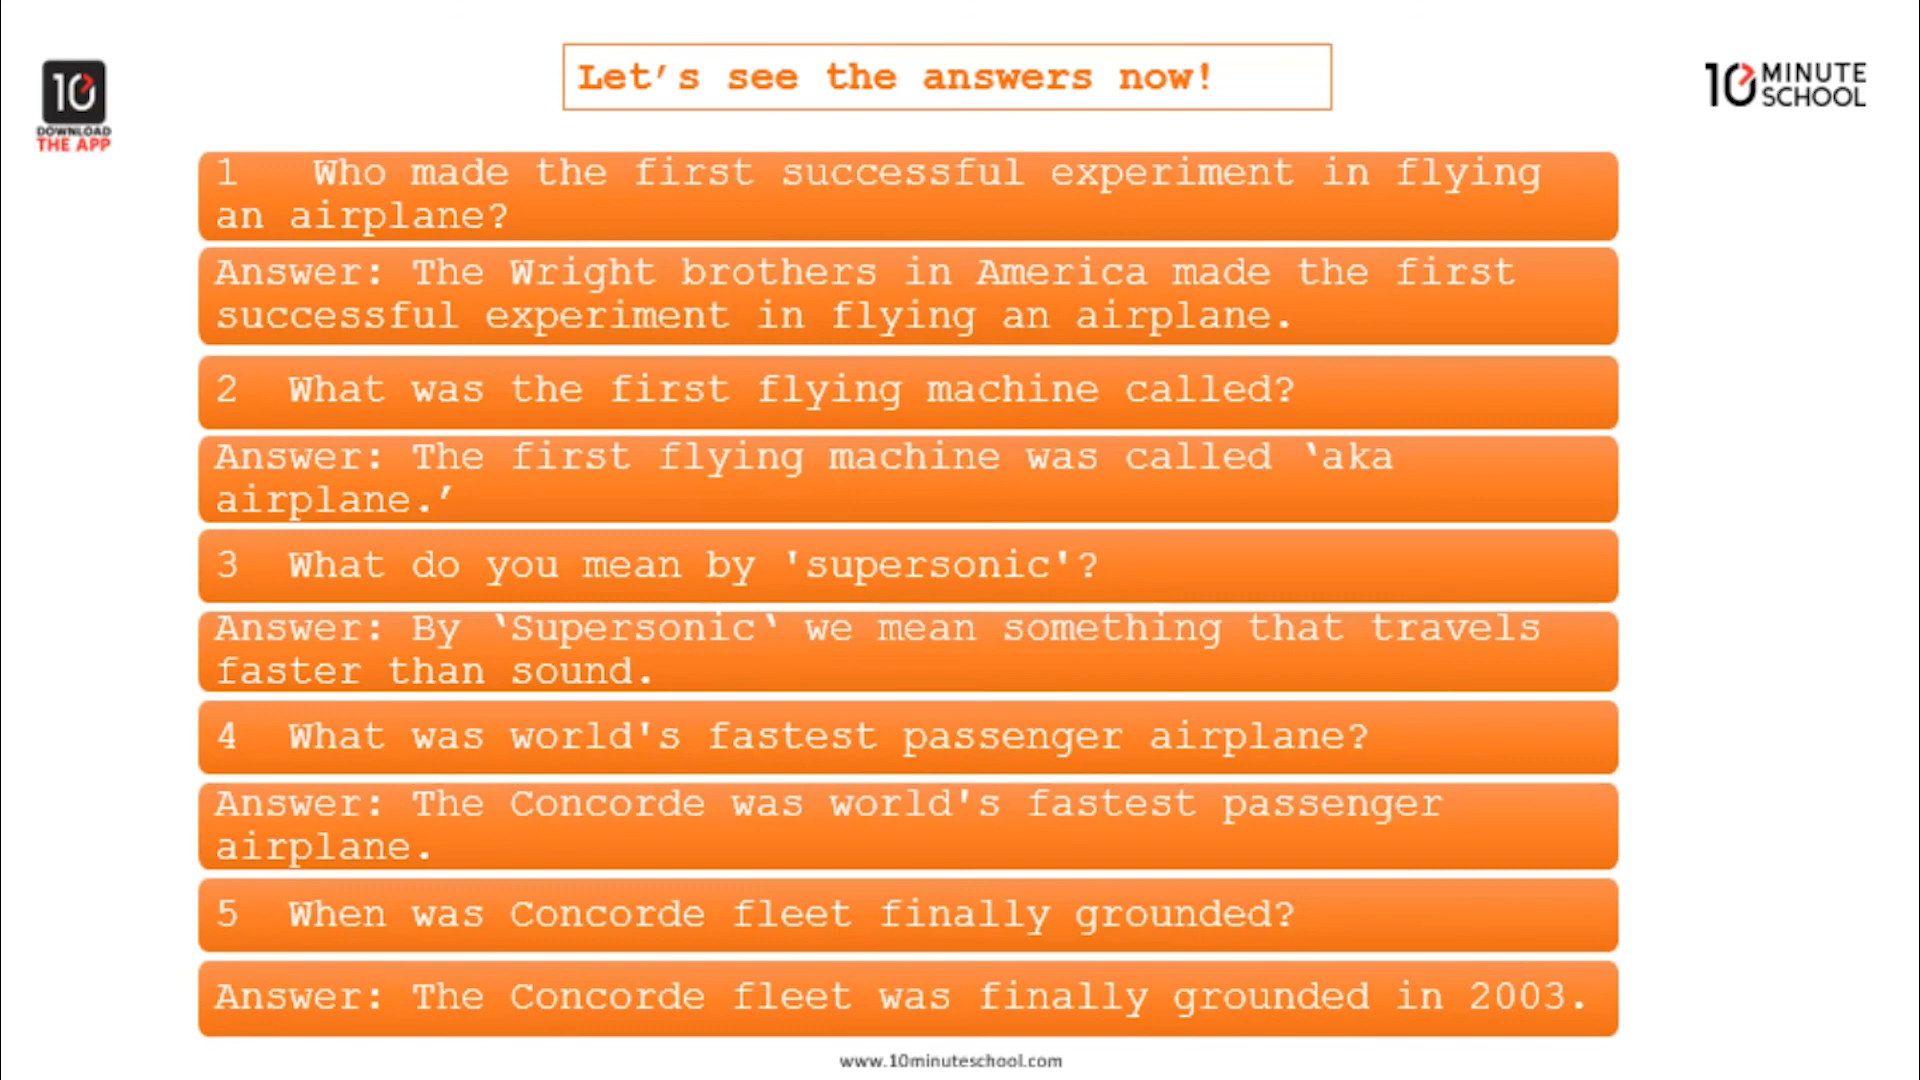 Let’s see the answers now!
10
DOWNLOAD
THE APP
10 MINUTE
SCHOOL
1 Who made the first successful experiment in flying
an airplane?
Answer: The Wright brothers in America made the first
successful experiment in flying an airplane.
2 What was the first flying machine called?
Answer: The first flying machine was called ‛aka
airplane.’
3 What do you mean by 'supersonic'?
Answer: By ‛Supersonic‛ we mean something that travels
faster than sound.
4 What was world's fastest passenger airplane?
Answer: The Concorde was world's fastest passenger
airplane.
5 When was Concorde fleet finally grounded?
Answer: The Concorde fleet was finally grounded in 2003.
www.10minuteschool.com